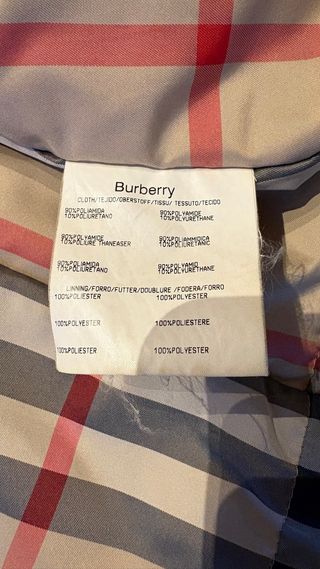 Burberry
CLOTH/TEJIDO/OBERSTOFF/TISSU/ TESSUTO/TECIDO
90%POLIAMIDA 90%POLYAMIDE
10%POLIURETANO 10%POLYURETHANE
90%POLYAMIDE 90%POLIAMMIDICA
10%POLIURE THANEASER 10%POLIURETANIC
90%POLIAMIDA 90%POLYAMID
10%POLIURETANO 10%POLYURETHANE
LINNING/FORRO/FUTTER/DOUBLURE /FODERA/FORRO
100%POLIESTER 100%POLYESTER
100%POLYESTER 100%POLIESTERE
100%POLIESTER 100%POLYESTER